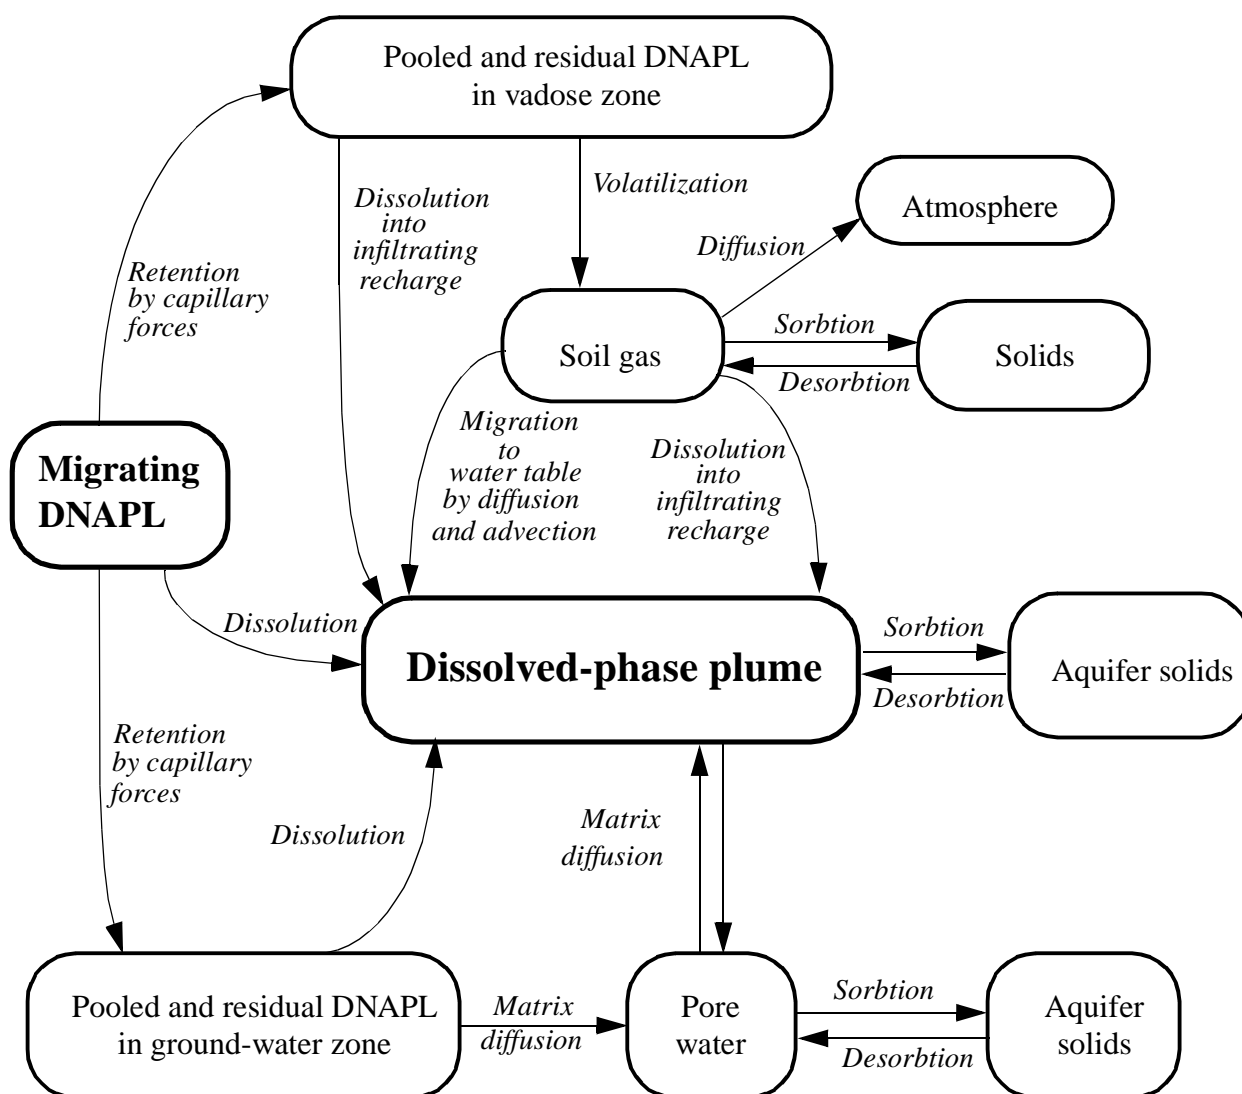 Pooled and residual DNAPL
in vadose zone
Volatilization
Dissolution
into
infiltrating
recharge
Atmosphere
Diffusion
Retention
by capillary
forces
Sorbtion
Soil gas
Solids
Desorbtion
Migration
to
water table
by diffusion
and advection
Dissolution
into
infiltrating
recharge
Migrating
DNAPL
Dissolution
Dissolved-phase plume
Sorbtion
Aquifer solids
Desorbtion
Retention
by capillary
forces
Dissolution
Matrix
diffusion
Pooled and residual DNAPL
in ground-water zone
Matrix
diffusion
Pore
water
Sorbtion
Desorbtion
Aquifer
solids